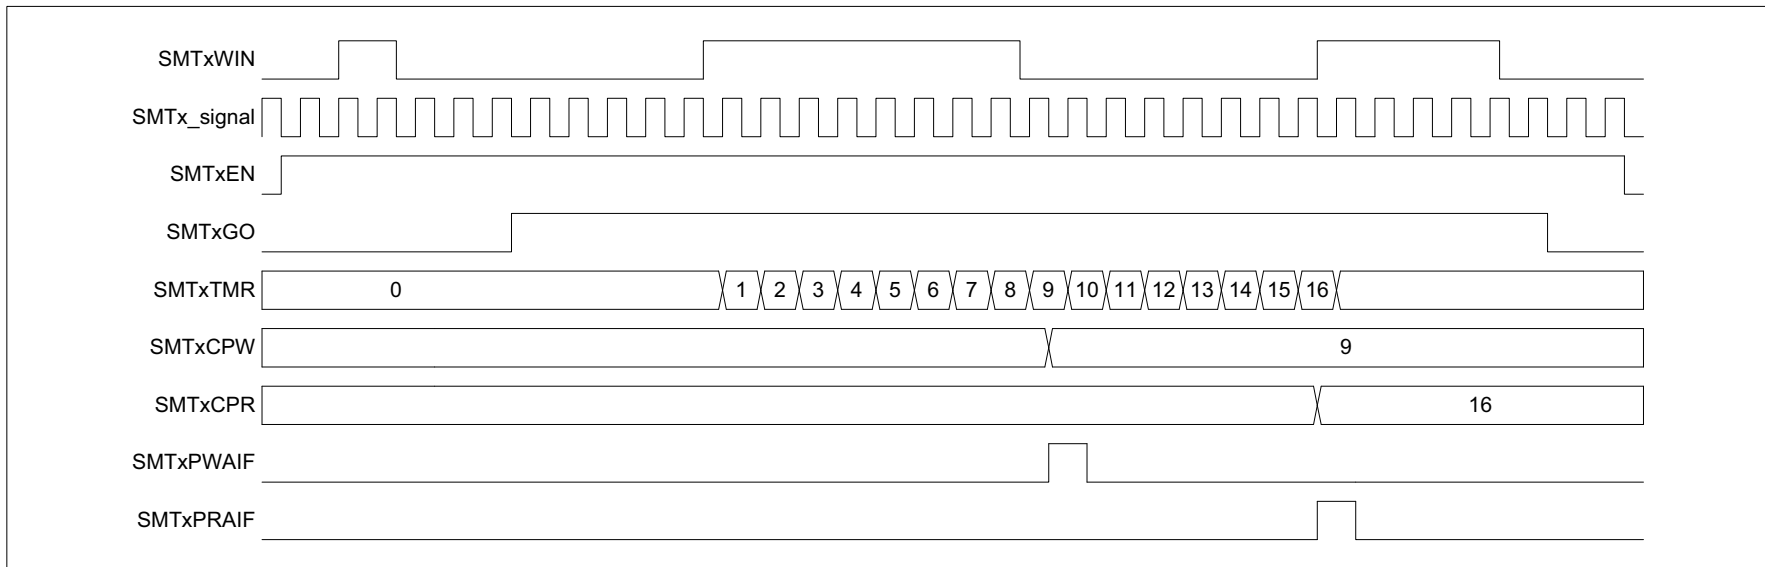 SMTxWIN
SMTx_signal
SMTxEN
SMTxGO
SMTxTMR 0 1 2 3 4 5 6 7 8 9 10 11 12 13 14 15 16
SMTxCPW 9
SMTxCPR 16
SMTxPWAIF
SMTxPRAIF